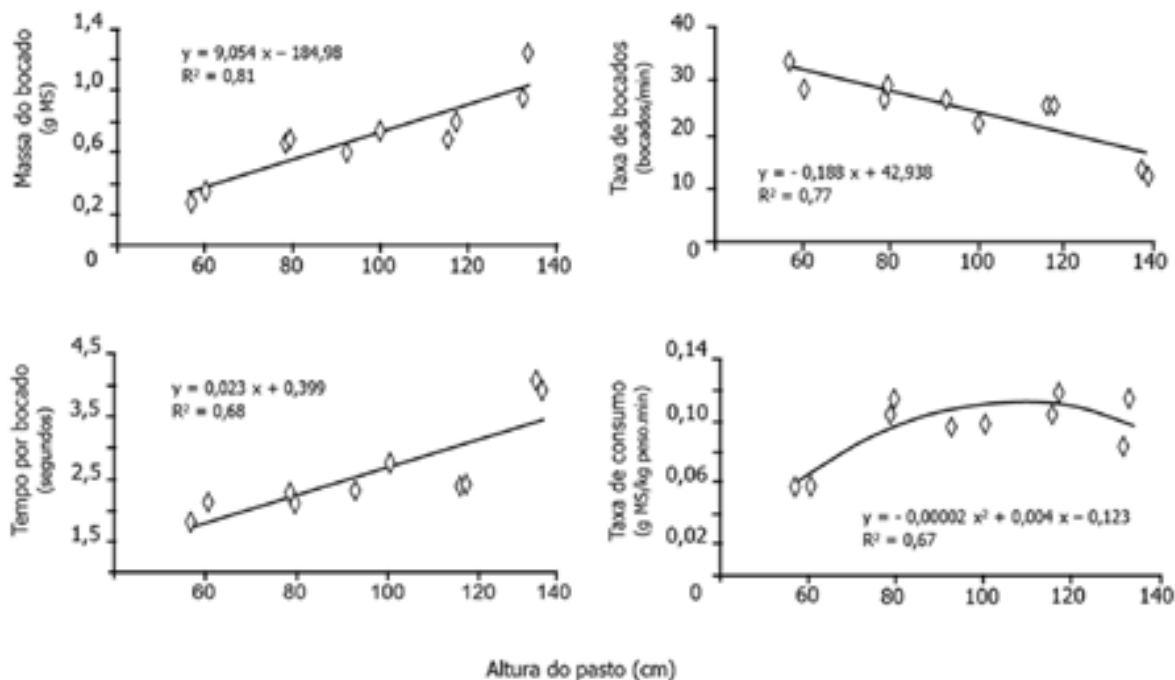 Massa do bocado
(g MS)
1,4
1,0
0,6
0,2
0
y = 9,054 x – 184,98
R² = 0,81
60 80 100 120 140
Taxa de bocados
(bocados/min)
40
30
20
10
0
y = - 0,188 x + 42,938
R² = 0,77
60 80 100 120 140
Tempo por bocado
(segundos)
4,5
3,5
2,5
1,5
y = 0,023 x + 0,399
R² = 0,68
60 80 100 120 140
Taxa de consumo
(g MS/kg peso.min)
0,14
0,10
0,06
0,02
0
y = - 0,00002 x² + 0,004 x – 0,123
R² = 0,67
60 80 100 120 140
Altura do pasto (cm)